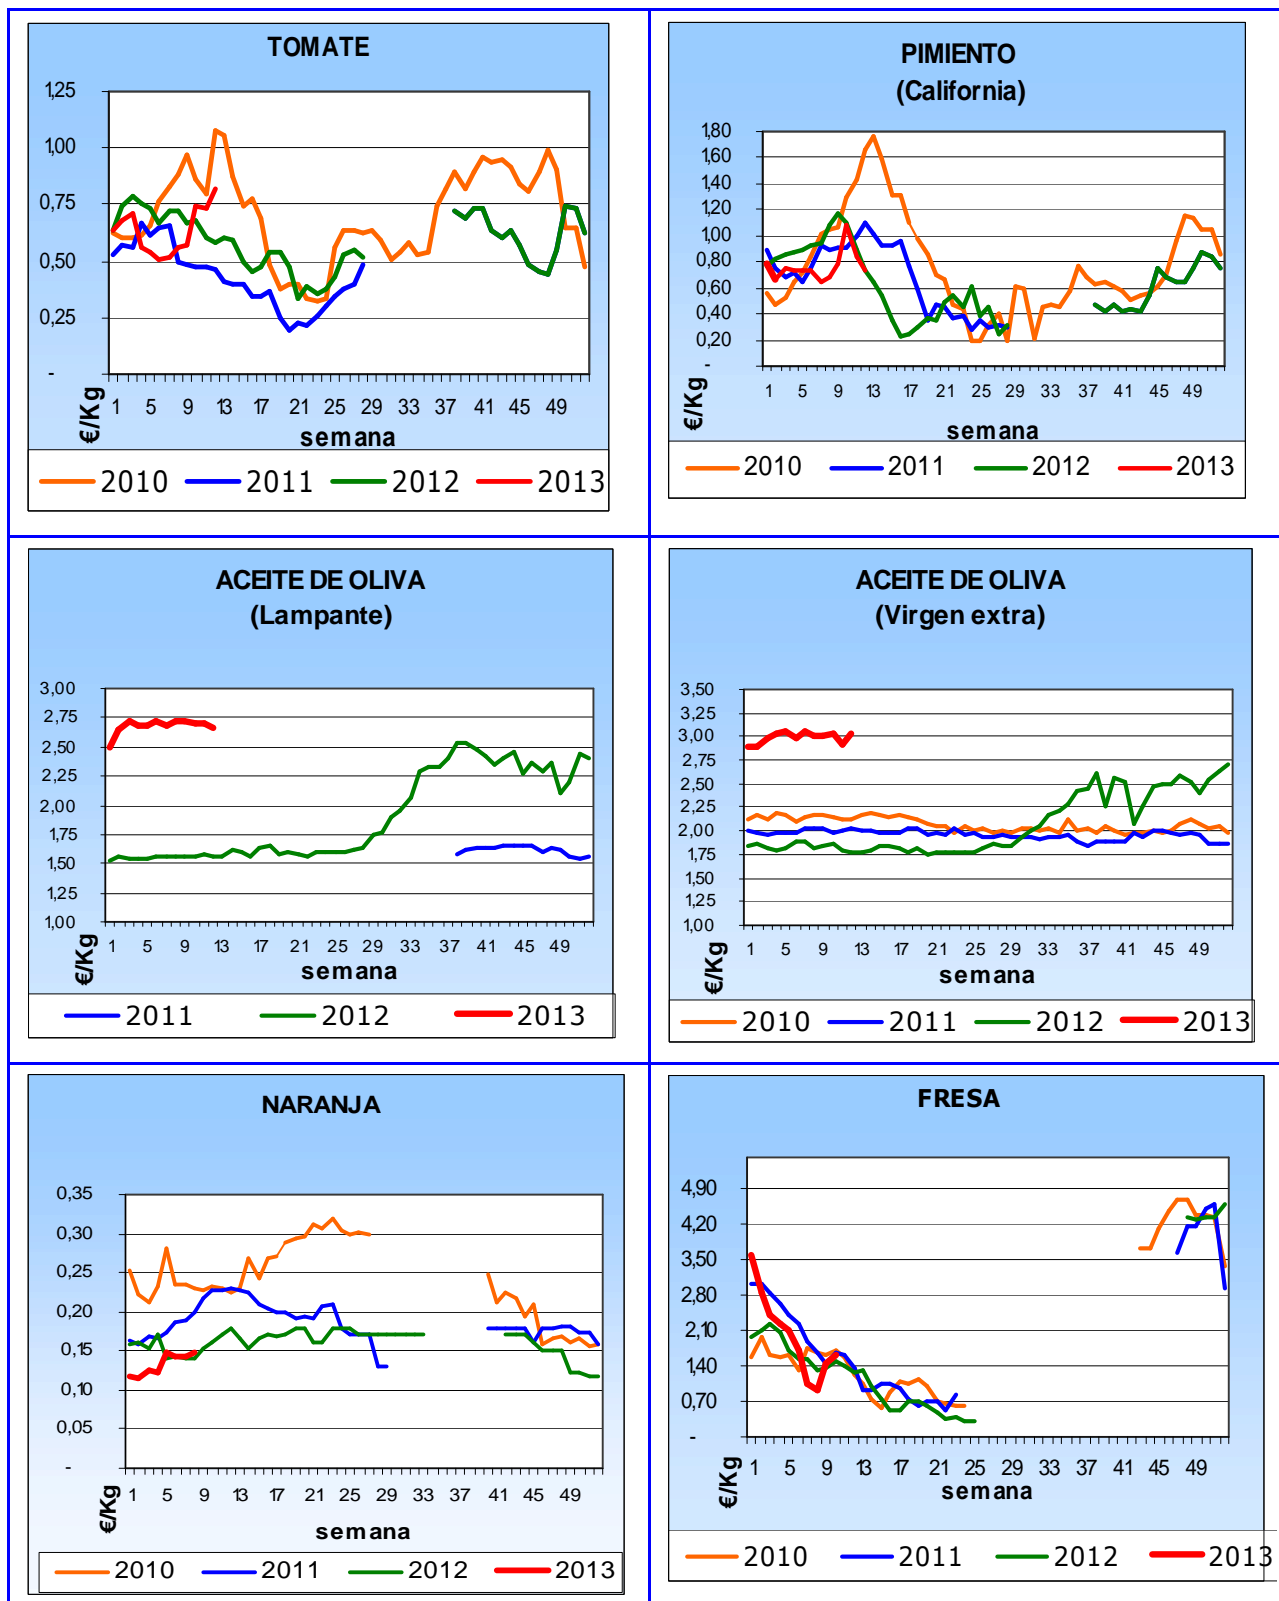 TOMATE
1,25
1,00
0,75
0,50
0,25
-
€/Kg
1 5 9 13 17 21 25 29 33 37 41 45 49
semana
2010 2011 2012 2013
PIMIENTO
(California)
1,80
1,60
1,40
1,20
1,00
0,80
0,60
0,40
0,20
-
€/Kg
1 5 9 13 17 21 25 29 33 37 41 45 49
semana
2010 2011 2012 2013
ACEITE DE OLIVA
(Lampante)
3,00
2,75
2,50
2,25
2,00
1,75
1,50
1,25
1,00
€/Kg
1 5 9 13 17 21 25 29 33 37 41 45 49
semana
2011 2012 2013
ACEITE DE OLIVA
(Virgen extra)
3,50
3,25
3,00
2,75
2,50
2,25
2,00
1,75
1,50
1,25
1,00
€/Kg
1 5 9 13 17 21 25 29 33 37 41 45 49
semana
2010 2011 2012 2013
NARANJA
0,35
0,30
0,25
0,20
0,15
0,10
0,05
-
€/Kg
1 5 9 13 17 21 25 29 33 37 41 45 49
semana
2010 2011 2012 2013
FRESA
4,90
4,20
3,50
2,80
2,10
1,40
0,70
-
€/Kg
1 5 9 13 17 21 25 29 33 37 41 45 49
semana
2010 2011 2012 2013